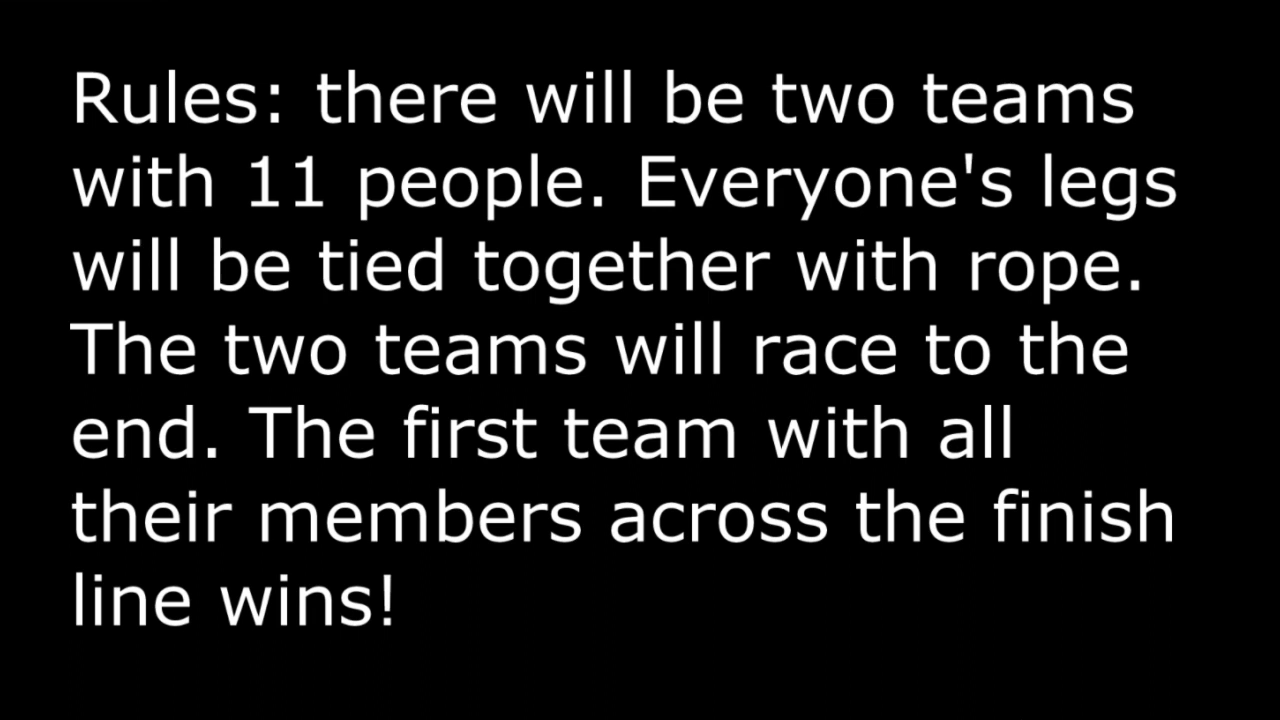 Rules: there will be two teams
with 11 people. Everyone's legs
will be tied together with rope.
The two teams will race to the
end. The first team with all
their members across the finish
line wins!